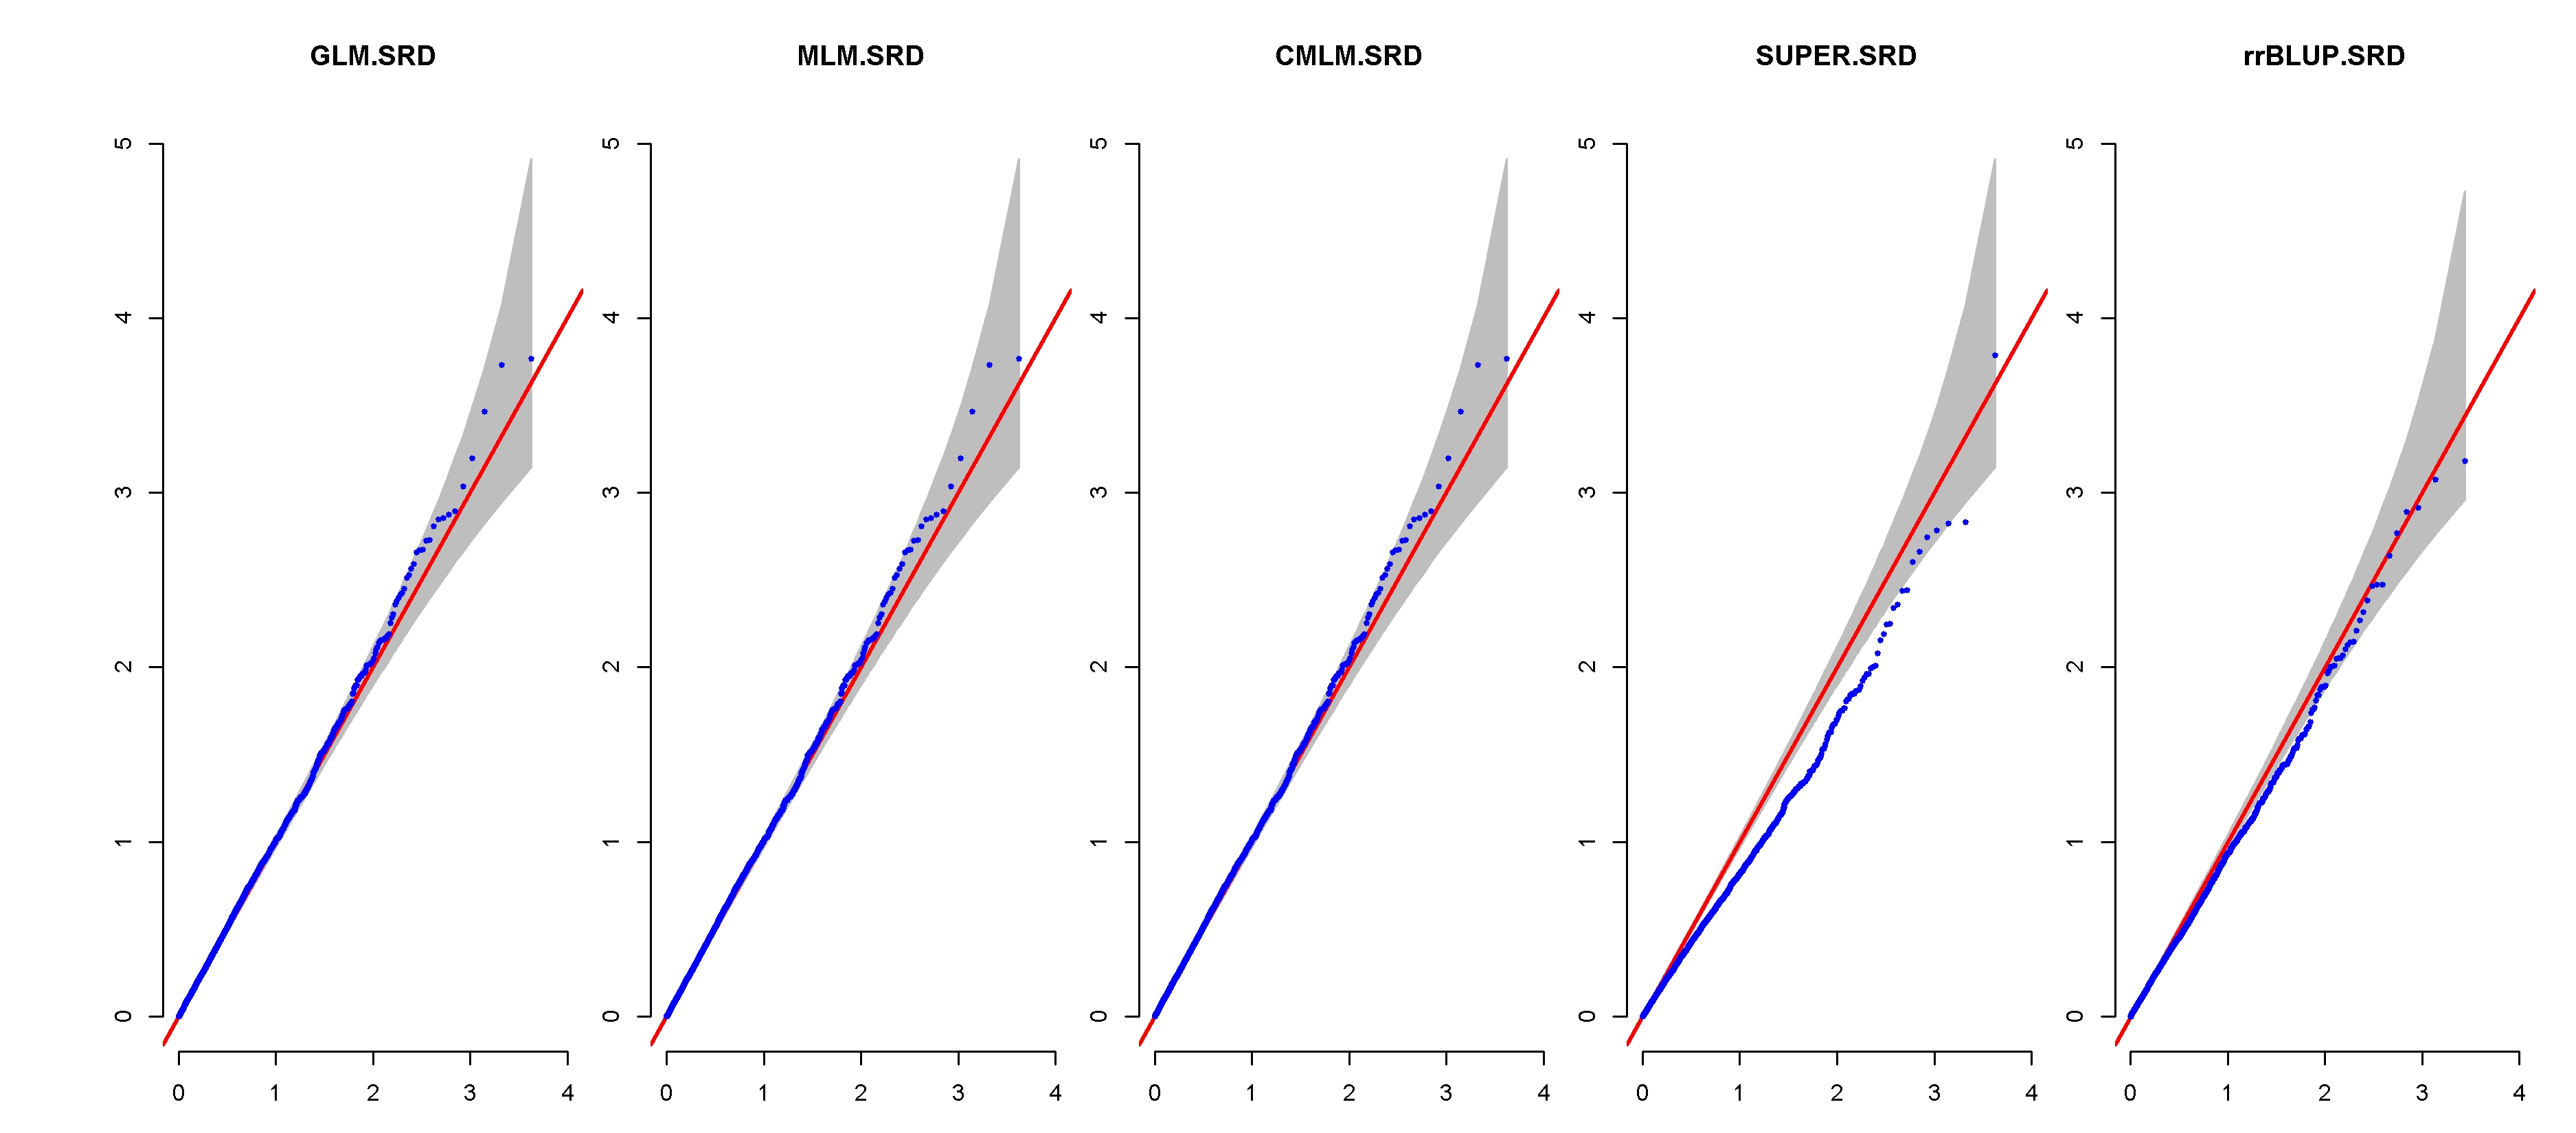 GLM.SRD MLM.SRD CMLM.SRD SUPER.SRD rrBLUP.SRD
5 5 5 5 5
4 4 4 4 4
3 3 3 3 3
2 2 2 2 2
1 1 1 1 1
0 0 0 0 0
0 1 2 3 4 0 1 2 3 4 0 1 2 3 4 0 1 2 3 4 0 1 2 3 4